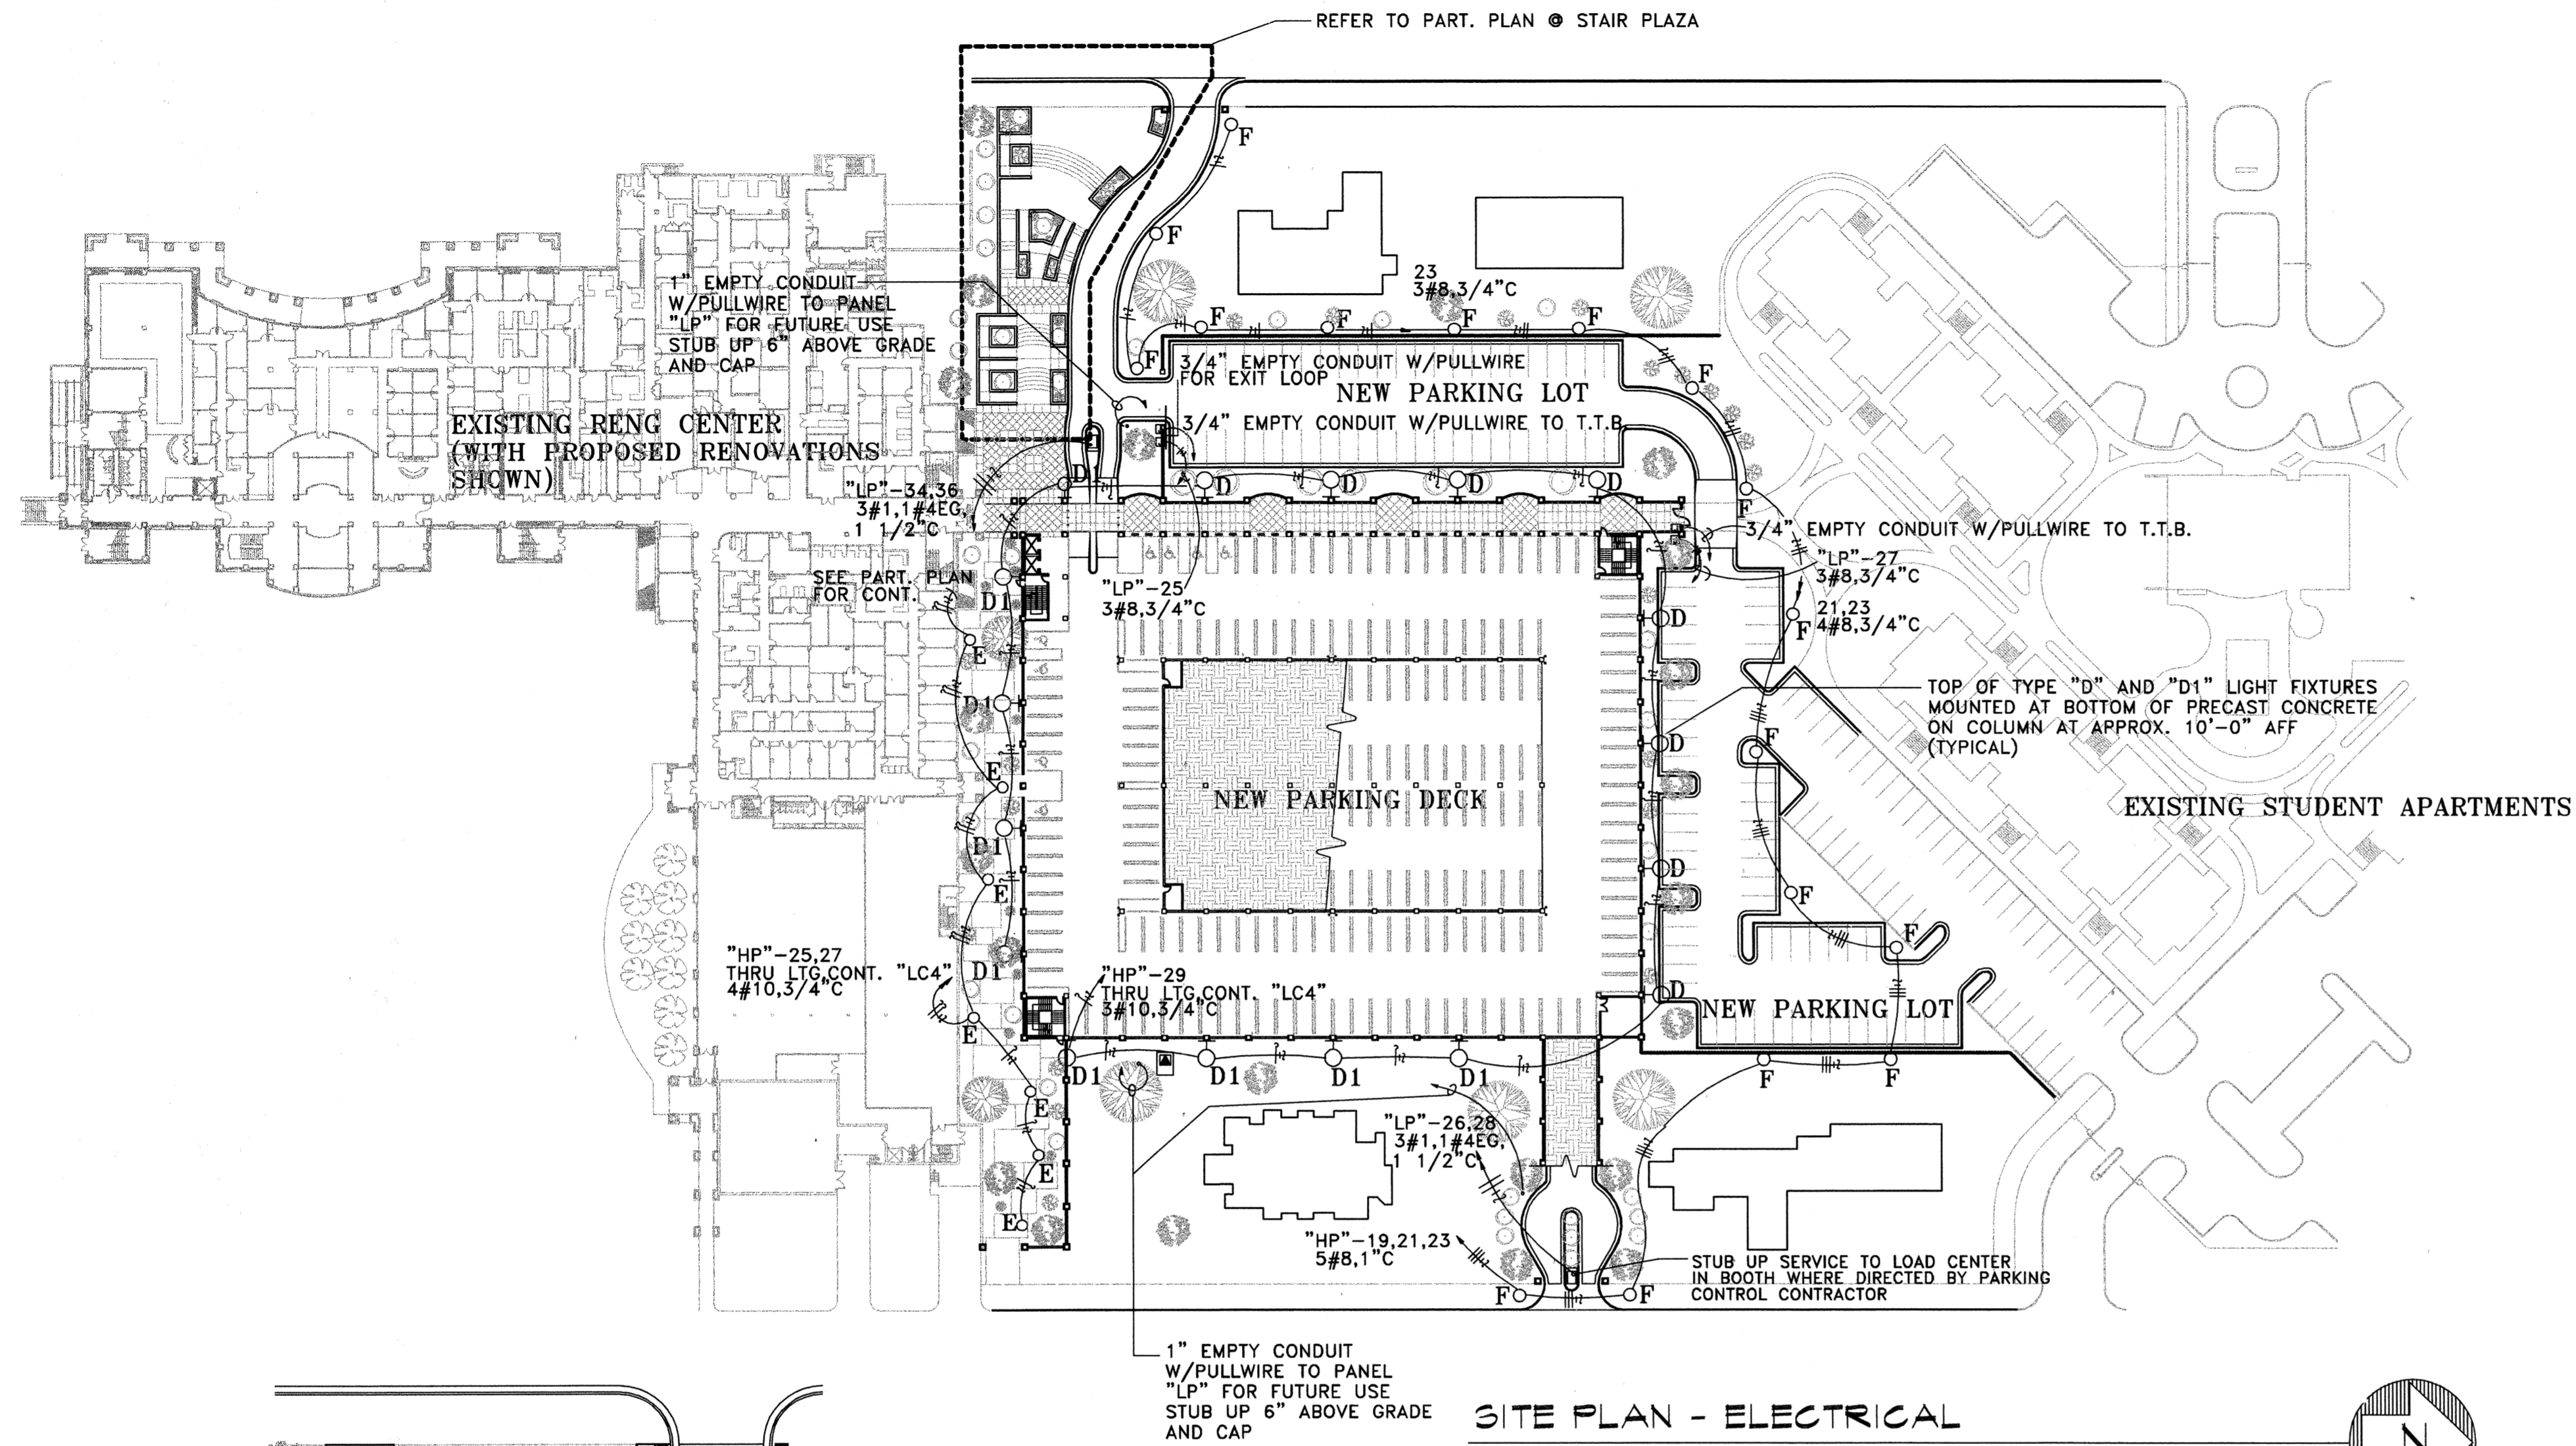 REFER TO PART. PLAN @ STAIR PLAZA
F
F
1" EMPTY CONDUIT
W/PULLWIRE TO PANEL
"LP" FOR FUTURE USE
STUB UP 6" ABOVE GRADE
AND CAP
23
3#8,3/4"C
F
F
F
F
F
F
3/4" EMPTY CONDUIT W/PULLWIRE
FOR EXIT LOOP
NEW PARKING LOT
3/4" EMPTY CONDUIT W/PULLWIRE TO T.T.B.
EXISTING RENG CENTER
(WITH PROPOSED RENOVATIONS
SHOWN)
D1
D
D
D
D
F
"LP"-34,36
3#1,1#4EG,
1 1/2"C
3/4" EMPTY CONDUIT W/PULLWIRE TO T.T.B.
"LP"-27
3#8,3/4"C
SEE PART. PLAN
FOR CONT.
D1
"LP"-25
3#8,3/4"C
21,23
4#8,3/4"C
F
D
E
D1
TOP OF TYPE "D" AND "D1" LIGHT FIXTURES
MOUNTED AT BOTTOM OF PRECAST CONCRETE
ON COLUMN AT APPROX. 10'-0" AFF
(TYPICAL)
D
F
E
NEW PARKING DECK
EXISTING STUDENT APARTMENTS
D1
D
E
F
F
"HP"-25,27
THRU LTG.CONT. "LC4"
4#10,3/4"C
D1
"HP"-29
THRU LTG.CONT. "LC4"
3#10,3/4"C
D
NEW PARKING LOT
E
D1
D1
D1
D1
F
F
E
"LP"-26,28
3#1,1#4EG,
1 1/2"C
E
E
"HP"-19,21,23
5#8,1"C
STUB UP SERVICE TO LOAD CENTER
IN BOOTH WHERE DIRECTED BY PARKING
CONTROL CONTRACTOR
F
F
1" EMPTY CONDUIT
W/PULLWIRE TO PANEL
"LP" FOR FUTURE USE
STUB UP 6" ABOVE GRADE
AND CAP
SITE PLAN - ELECTRICAL
N